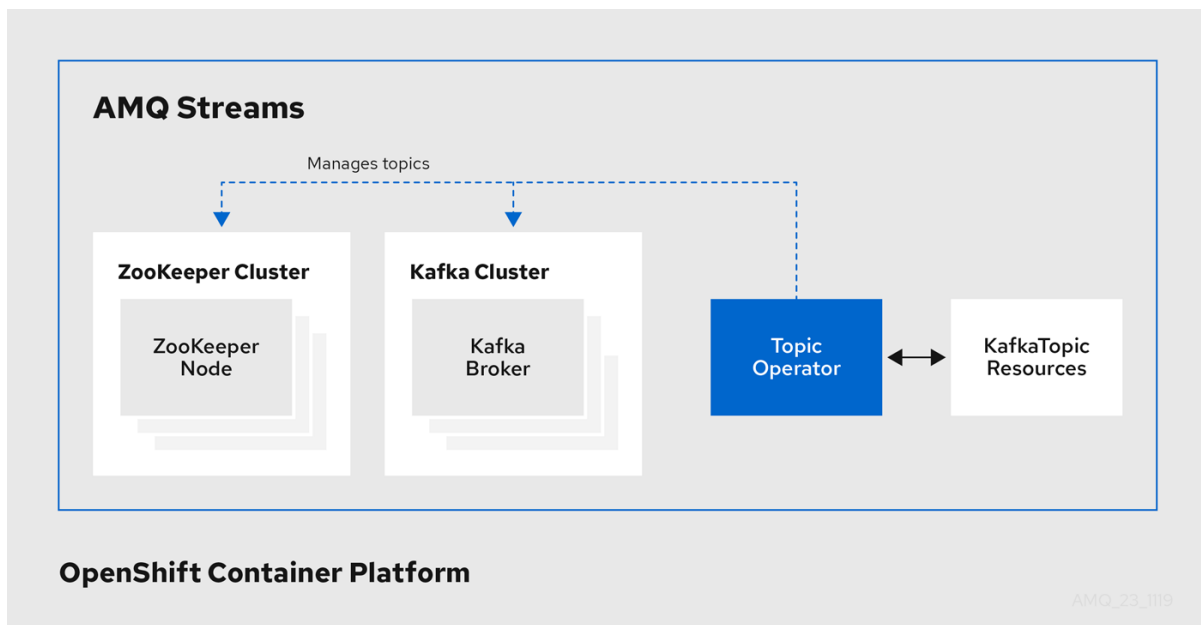 AMQ Streams
Manages topics
ZooKeeper Cluster
ZooKeeper
Node
Kafka Cluster
Kafka
Broker
Topic
Operator
KafkaTopic
Resources
OpenShift Container Platform
AMQ_23_1119